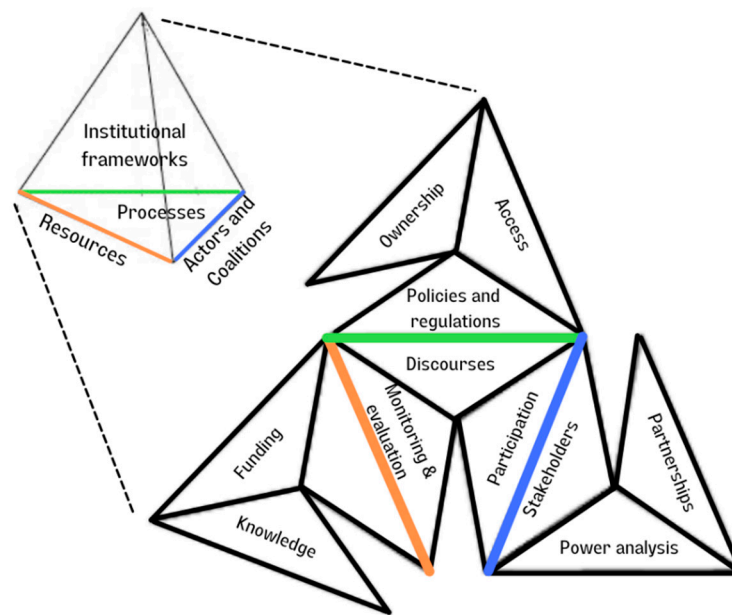 Institutional
frameworks
Processes
Resources
Actors and
Coalitions
Ownership
Access
Policies and
regulations
Discourses
Monitoring &
evaluation
Participation
Stakeholders
Partnerships
Funding
Knowledge
Power analysis